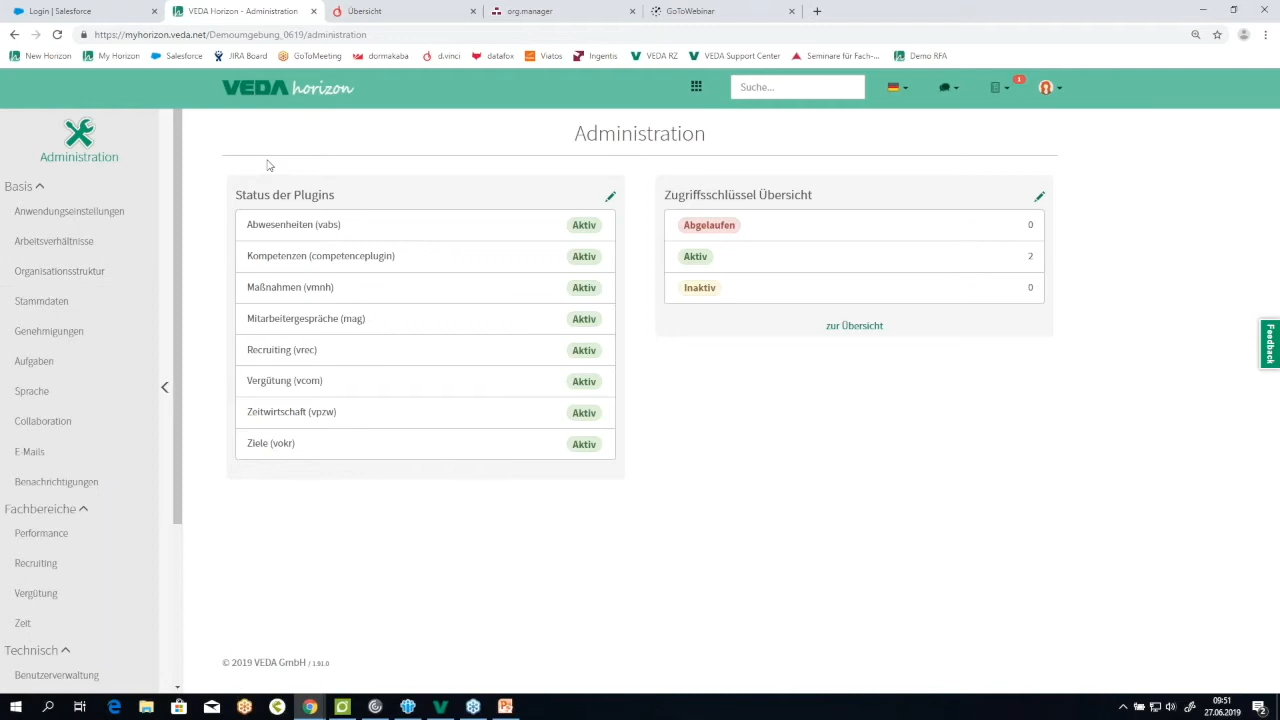 Login | Salesforce
VEDA Horizon - Administration
Übersicht
org.manager
GoToWebinar
https://myhorizon.veda.net/Demoumgebung_0619/administration
New Horizon
My Horizon
Salesforce
JIRA Board
GoToMeeting
dormakaba
d.vinci
datafox
Viatos
Ingentis
VEDA RZ
VEDA Support Center
Seminare für Fach-...
Demo RFA
VEDA horizon
Suche...
1
Administration
Basis
Anwendungseinstellungen
Arbeitsverhältnisse
Organisationsstruktur
Stammdaten
Genehmigungen
Aufgaben
Sprache
Collaboration
E-Mails
Benachrichtigungen
Fachbereiche
Performance
Recruiting
Vergütung
Zeit
Technisch
Benutzerverwaltung
Administration
Status der Plugins
Abwesenheiten (vabs) Aktiv
Kompetenzen (competenceplugin) Aktiv
Maßnahmen (vmnh) Aktiv
Mitarbeitergespräche (mag) Aktiv
Recruiting (vrec) Aktiv
Vergütung (vcom) Aktiv
Zeitwirtschaft (vpzw) Aktiv
Ziele (vokr) Aktiv
Zugriffsschlüssel Übersicht
Abgelaufen 0
Aktiv 2
Inaktiv 0
zur Übersicht
Feedback
© 2019 VEDA GmbH / 1.91.0
09:51
27.06.2019
2